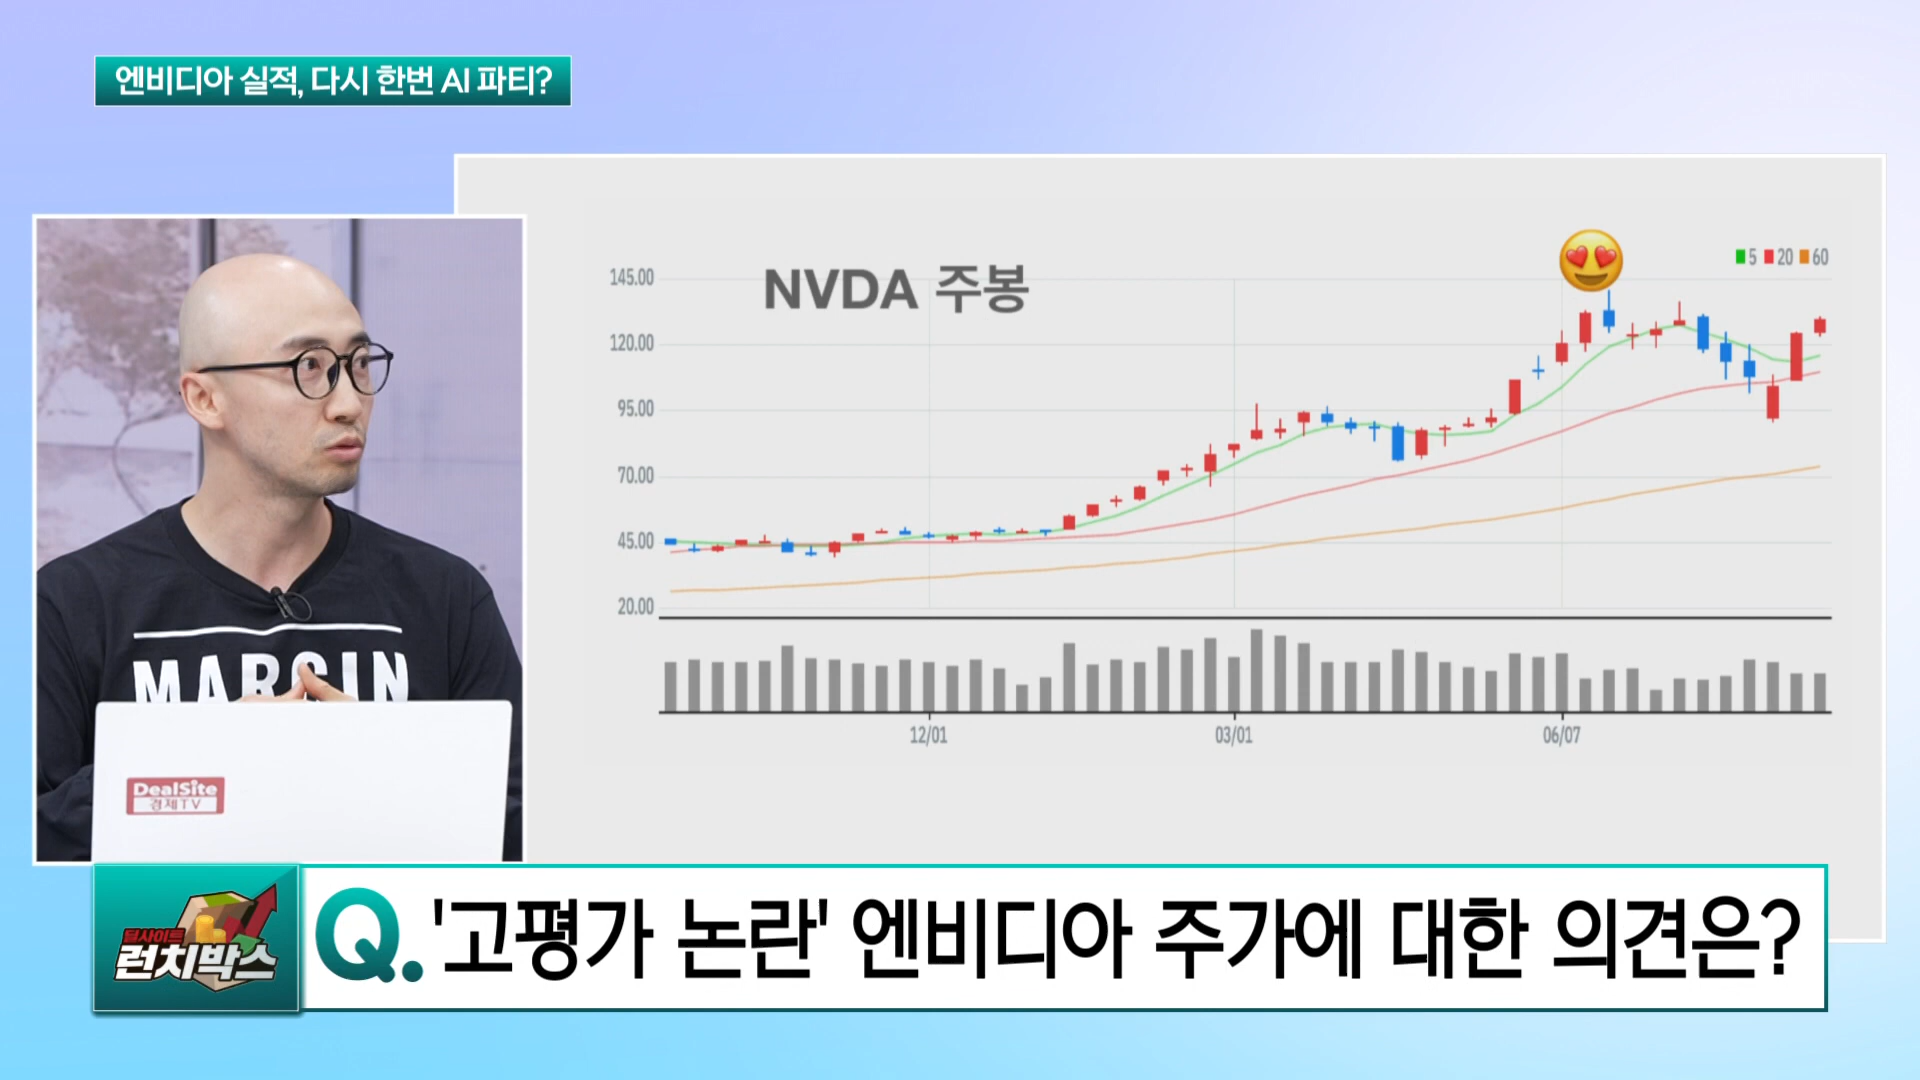 엔비디아 실적, 다시 한번 AI 파티?
NVDA 주봉
5 20 60
145.00
120.00
95.00
70.00
45.00
20.00
12/01 03/01 06/07
MARGIN
DealSite
경제TV
딜사이트
런치박스
Q. '고평가 논란' 엔비디아 주가에 대한 의견은?